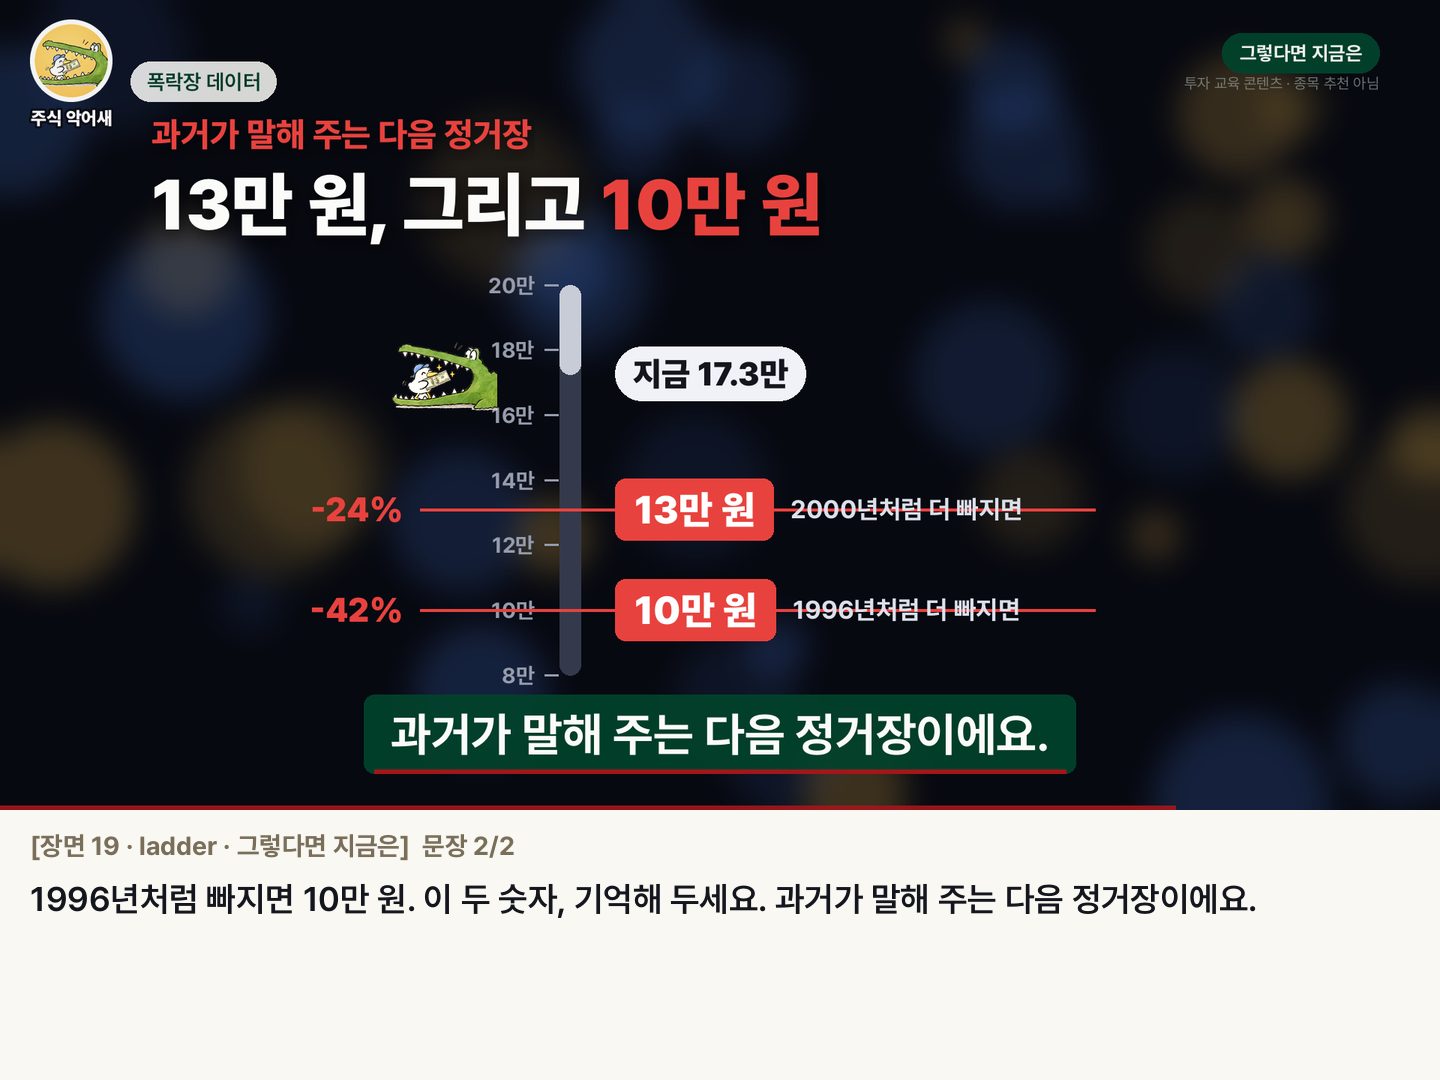 주식 악어새
폭락장 데이터
그렇다면 지금은
투자 교육 콘텐츠 · 종목 추천 아님
과거가 말해 주는 다음 정거장
13만 원, 그리고 10만 원
20만
18만
지금 17.3만
16만
14만
-24% 13만 원 2000년처럼 더 빠지면
12만
-42% 10만 10만 원 1996년처럼 더 빠지면
8만
과거가 말해 주는 다음 정거장이에요.
[장면 19 · ladder · 그렇다면 지금은] 문장 2/2
1996년처럼 빠지면 10만 원. 이 두 숫자, 기억해 두세요. 과거가 말해 주는 다음 정거장이에요.